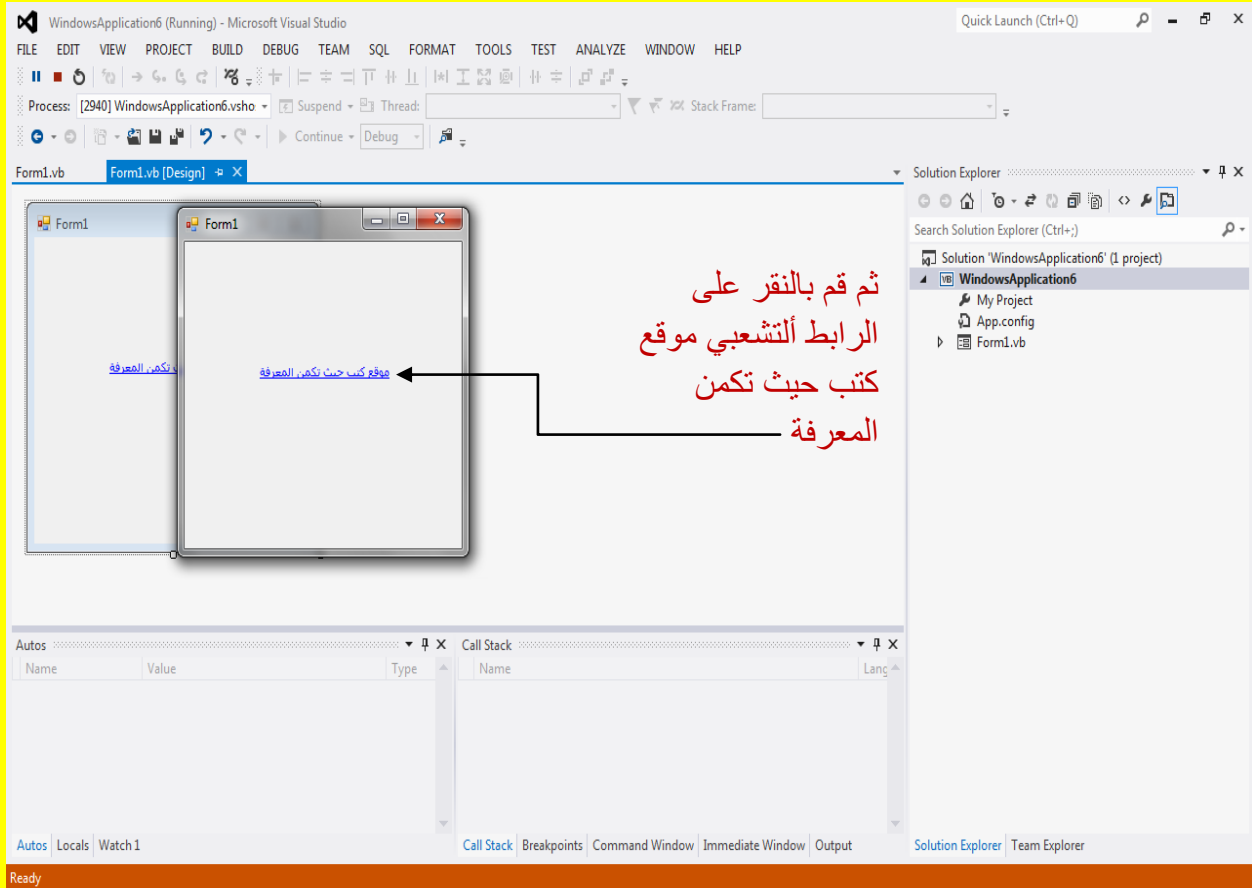 WindowsApplication6 (Running) - Microsoft Visual Studio
Quick Launch (Ctrl+Q)
FILE EDIT VIEW PROJECT BUILD DEBUG TEAM SQL FORMAT TOOLS TEST ANALYZE WINDOW HELP
Process: [2940] WindowsApplication6.vsho Suspend Thread: Stack Frame:
Continue Debug
Form1.vb Form1.vb [Design]
Form1
تكمن المعرفة
Form1
موقع كتب حيث تكمن المعرفة
ثم قم بالنقر على
الرابط ألتشعبي موقع
كتب حيث تكمن
المعرفة
Solution Explorer
Search Solution Explorer (Ctrl+;)
Solution 'WindowsApplication6' (1 project)
VB WindowsApplication6
My Project
App.config
Form1.vb
Autos
Name Value Type
Call Stack
Name Lang
Autos Locals Watch 1
Call Stack Breakpoints Command Window Immediate Window Output
Solution Explorer Team Explorer
Ready